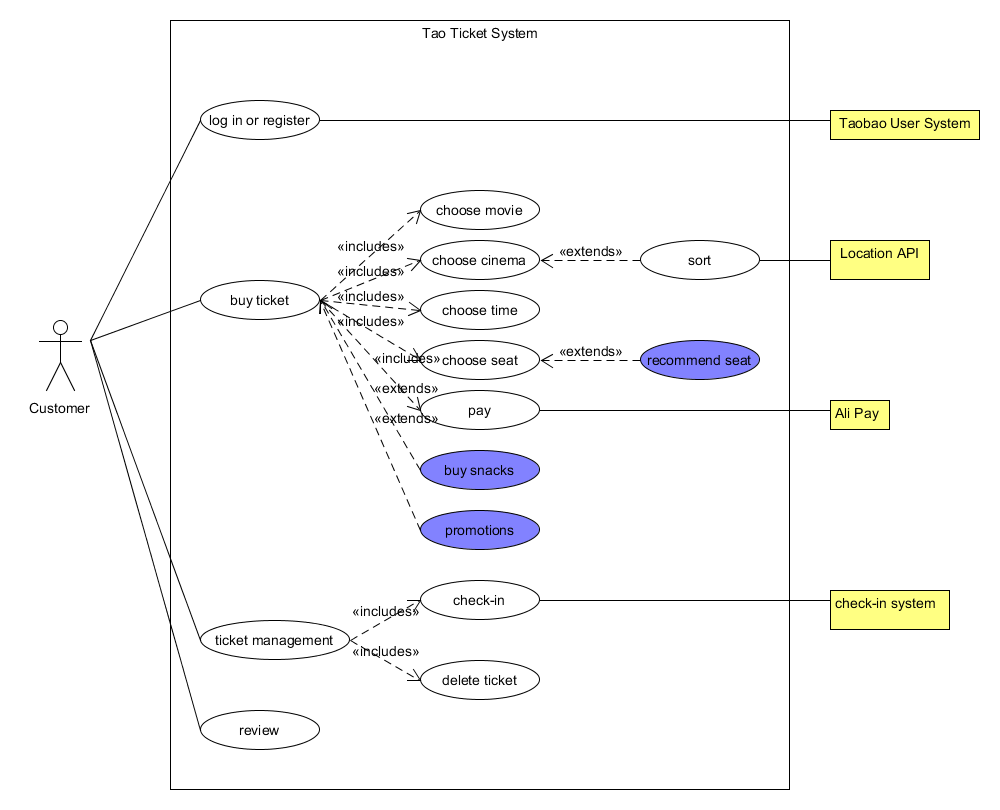 Tao Ticket System
log in or register
Taobao User System
choose movie
«includes»
choose cinema
«extends»
sort
Location API
«includes»
buy ticket
«includes»
choose time
«includes»
choose seat
«extends»
recommend seat
«includes»
«extends»
pay
Ali Pay
«extends»
Customer
buy snacks
promotions
check-in
check-in system
«includes»
ticket management
«includes»
delete ticket
review